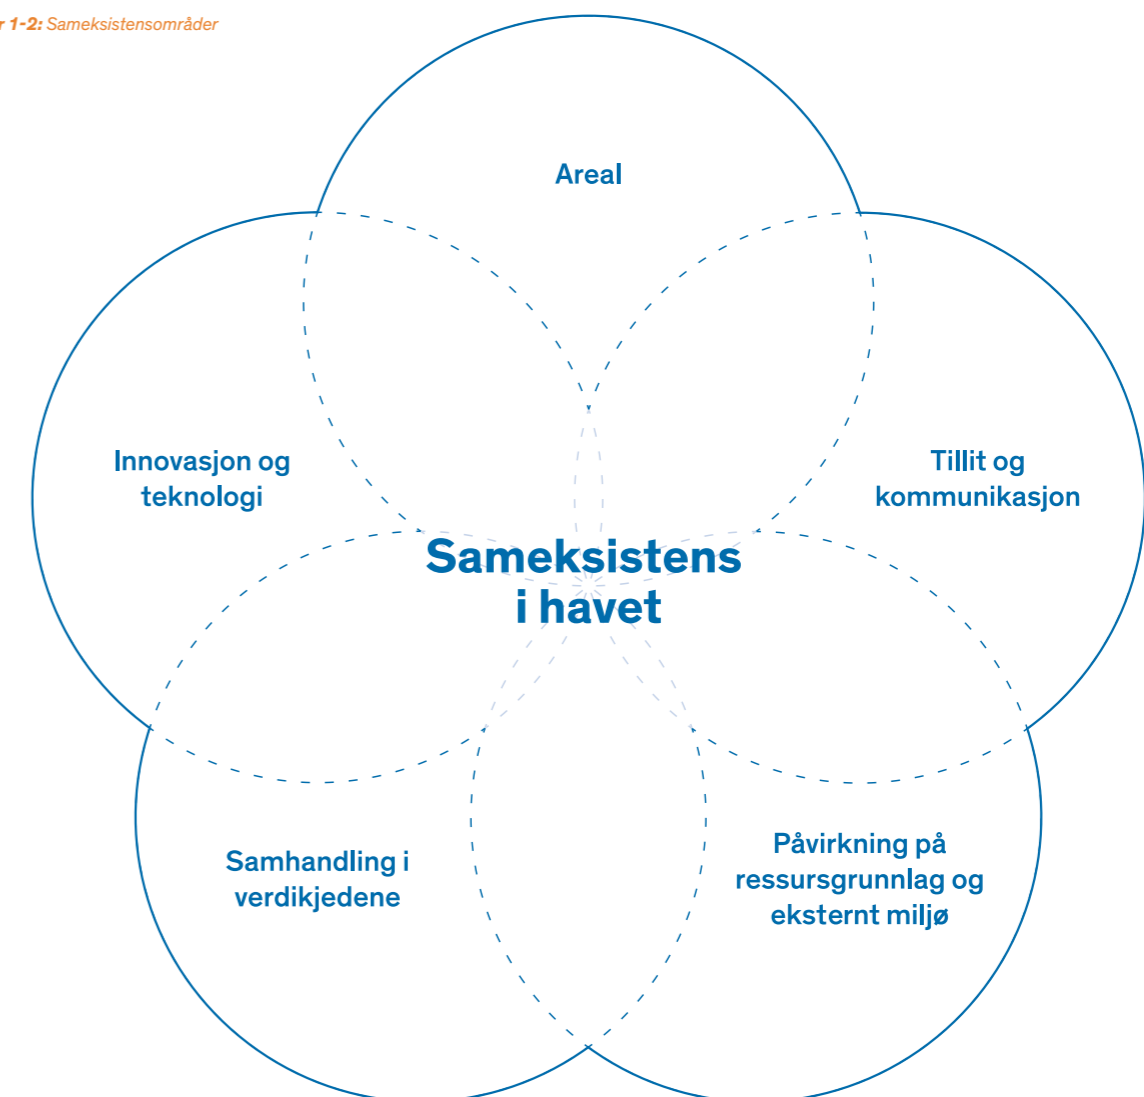 r 1-2: Sameksistensområder
Areal
Innovasjon og
teknologi
Tillit og
kommunikasjon
Sameksistens
i havet
Samhandling i
verdikjedene
Påvirkning på
ressursgrunnlag og
eksternt miljø